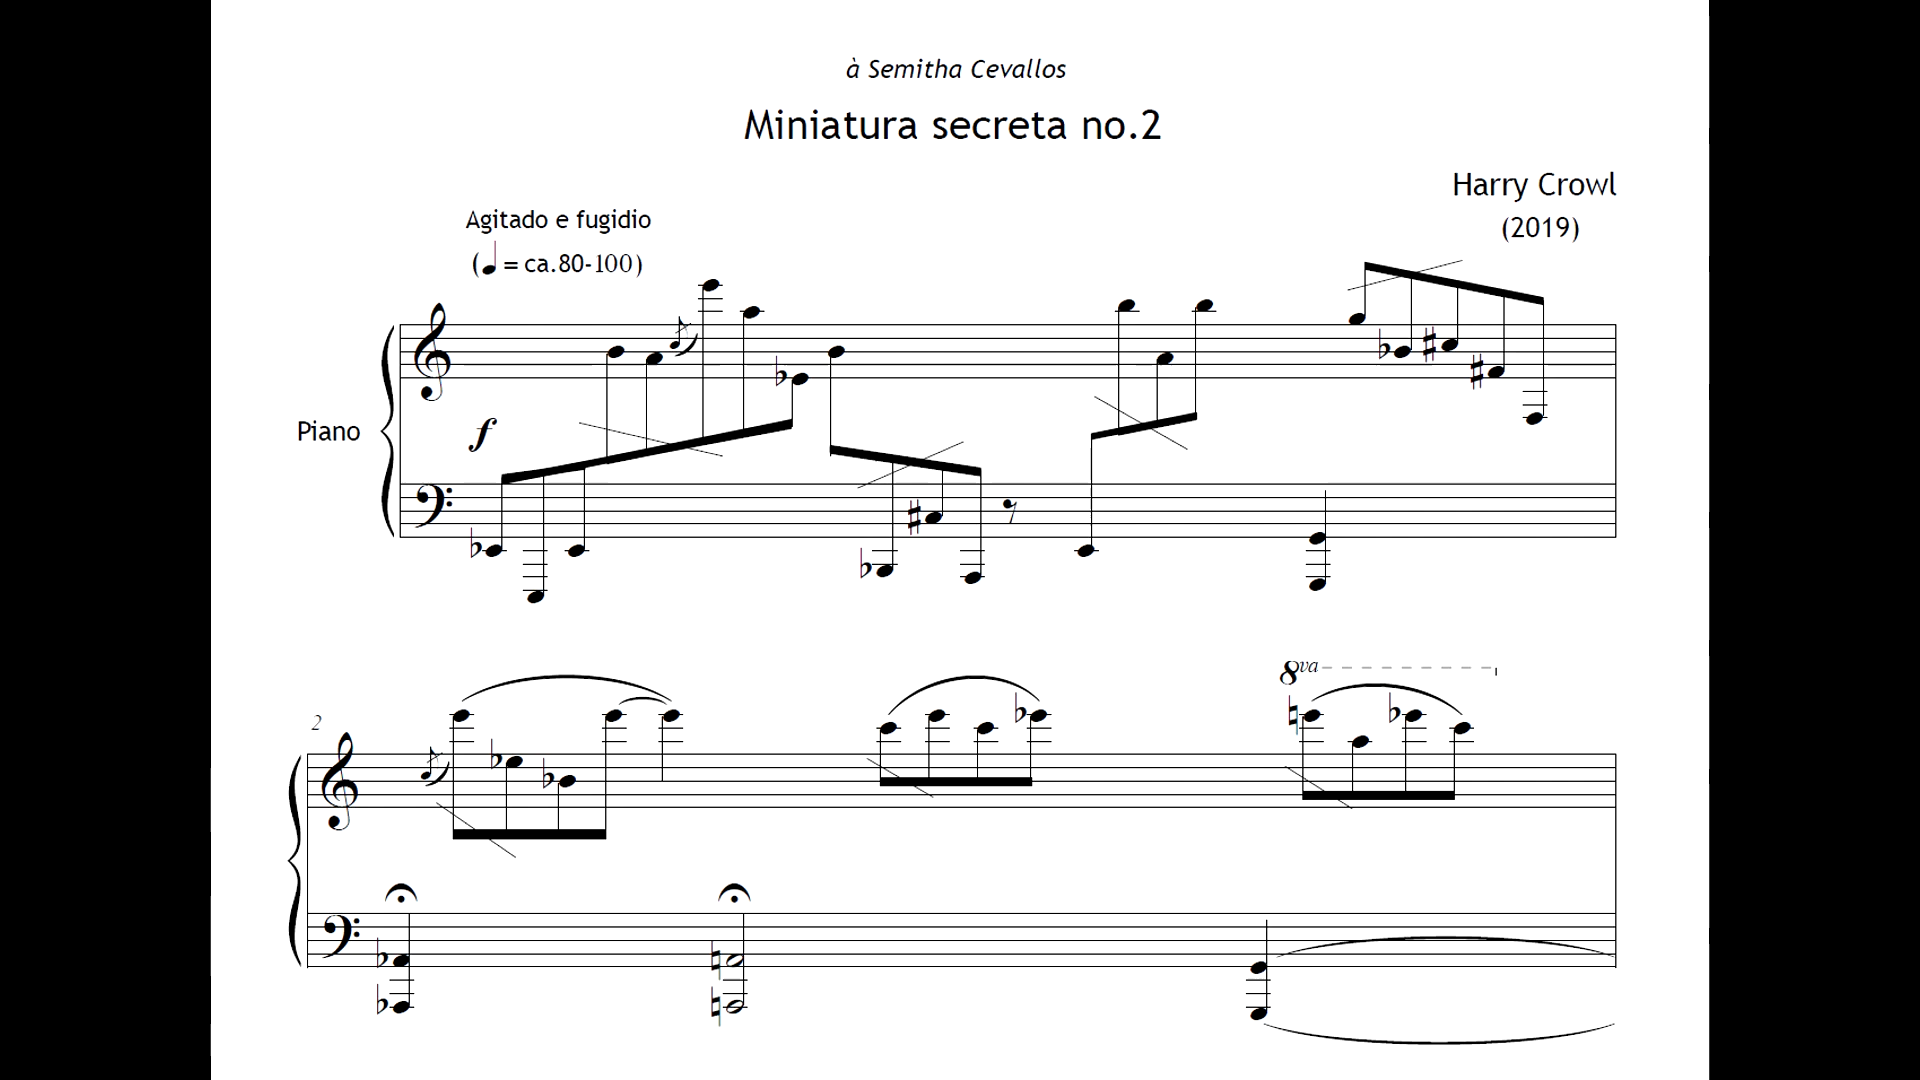 à Semitha Cevallos
Miniatura secreta no.2
Harry Crowl
(2019)
Agitado e fugidio
(♩ = ca.80-100)
Piano
f
8va
2